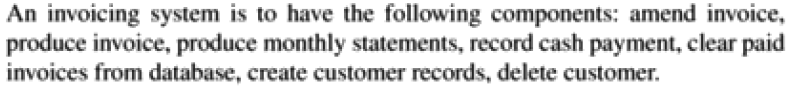 An invoicing system is to have the following components: amend invoice,
produce invoice, produce monthly statements, record cash payment, clear paid
invoices from database, create customer records, delete customer.